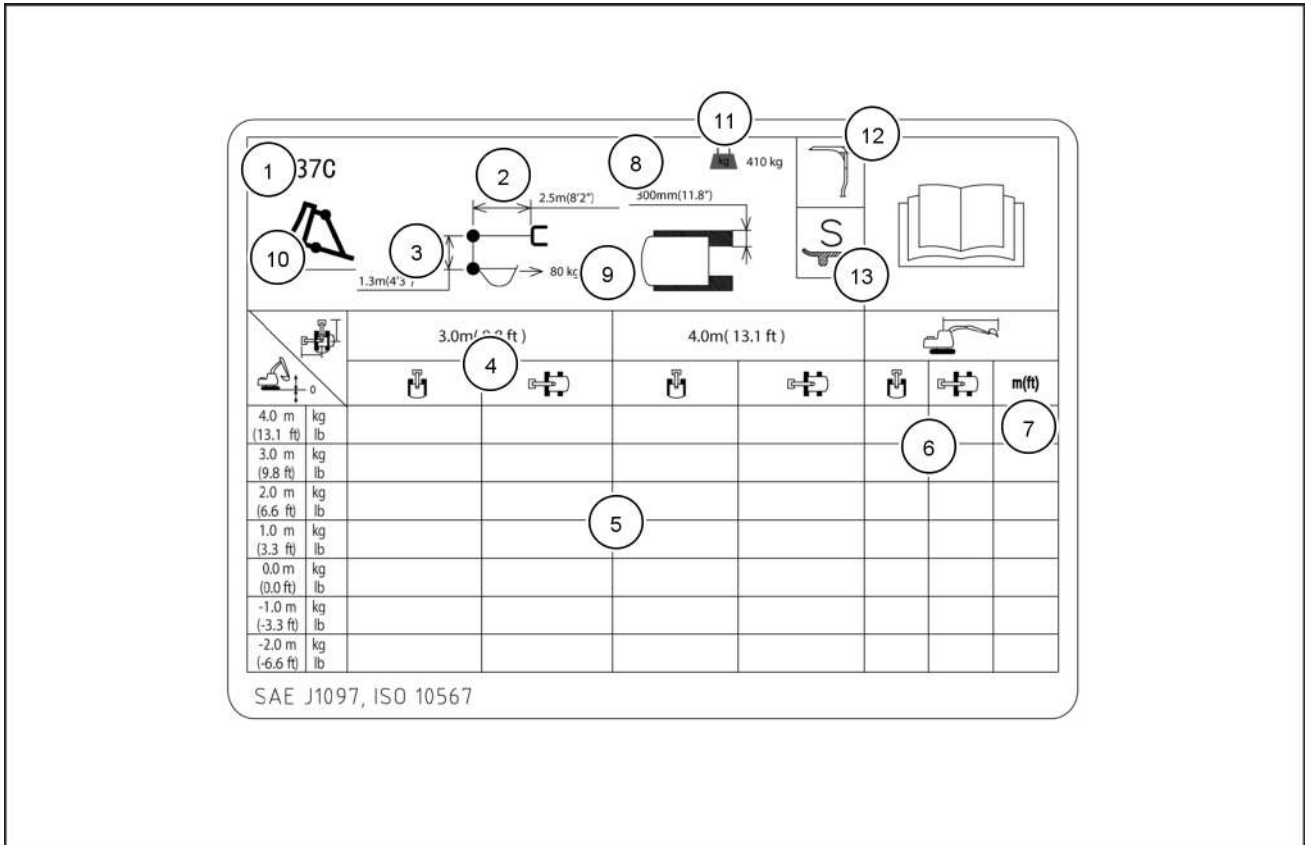 11
12
1
37C
2
8
kg
410 kg
2.5m(8'2")
300mm(11.8")
3
S
10
9
80 kg
13
1.3m(4'3")
3.0m( ft )
4.0m( 13.1 ft )
4
0
m(ft)
4.0 m kg
(13.1 ft) lb
6
7
3.0 m kg
(9.8 ft) lb
2.0 m kg
(6.6 ft) lb
5
1.0 m kg
(3.3 ft) lb
0.0 m kg
(0.0 ft) lb
-1.0 m kg
(-3.3 ft) lb
-2.0 m kg
(-6.6 ft) lb
SAE J1097, ISO 10567